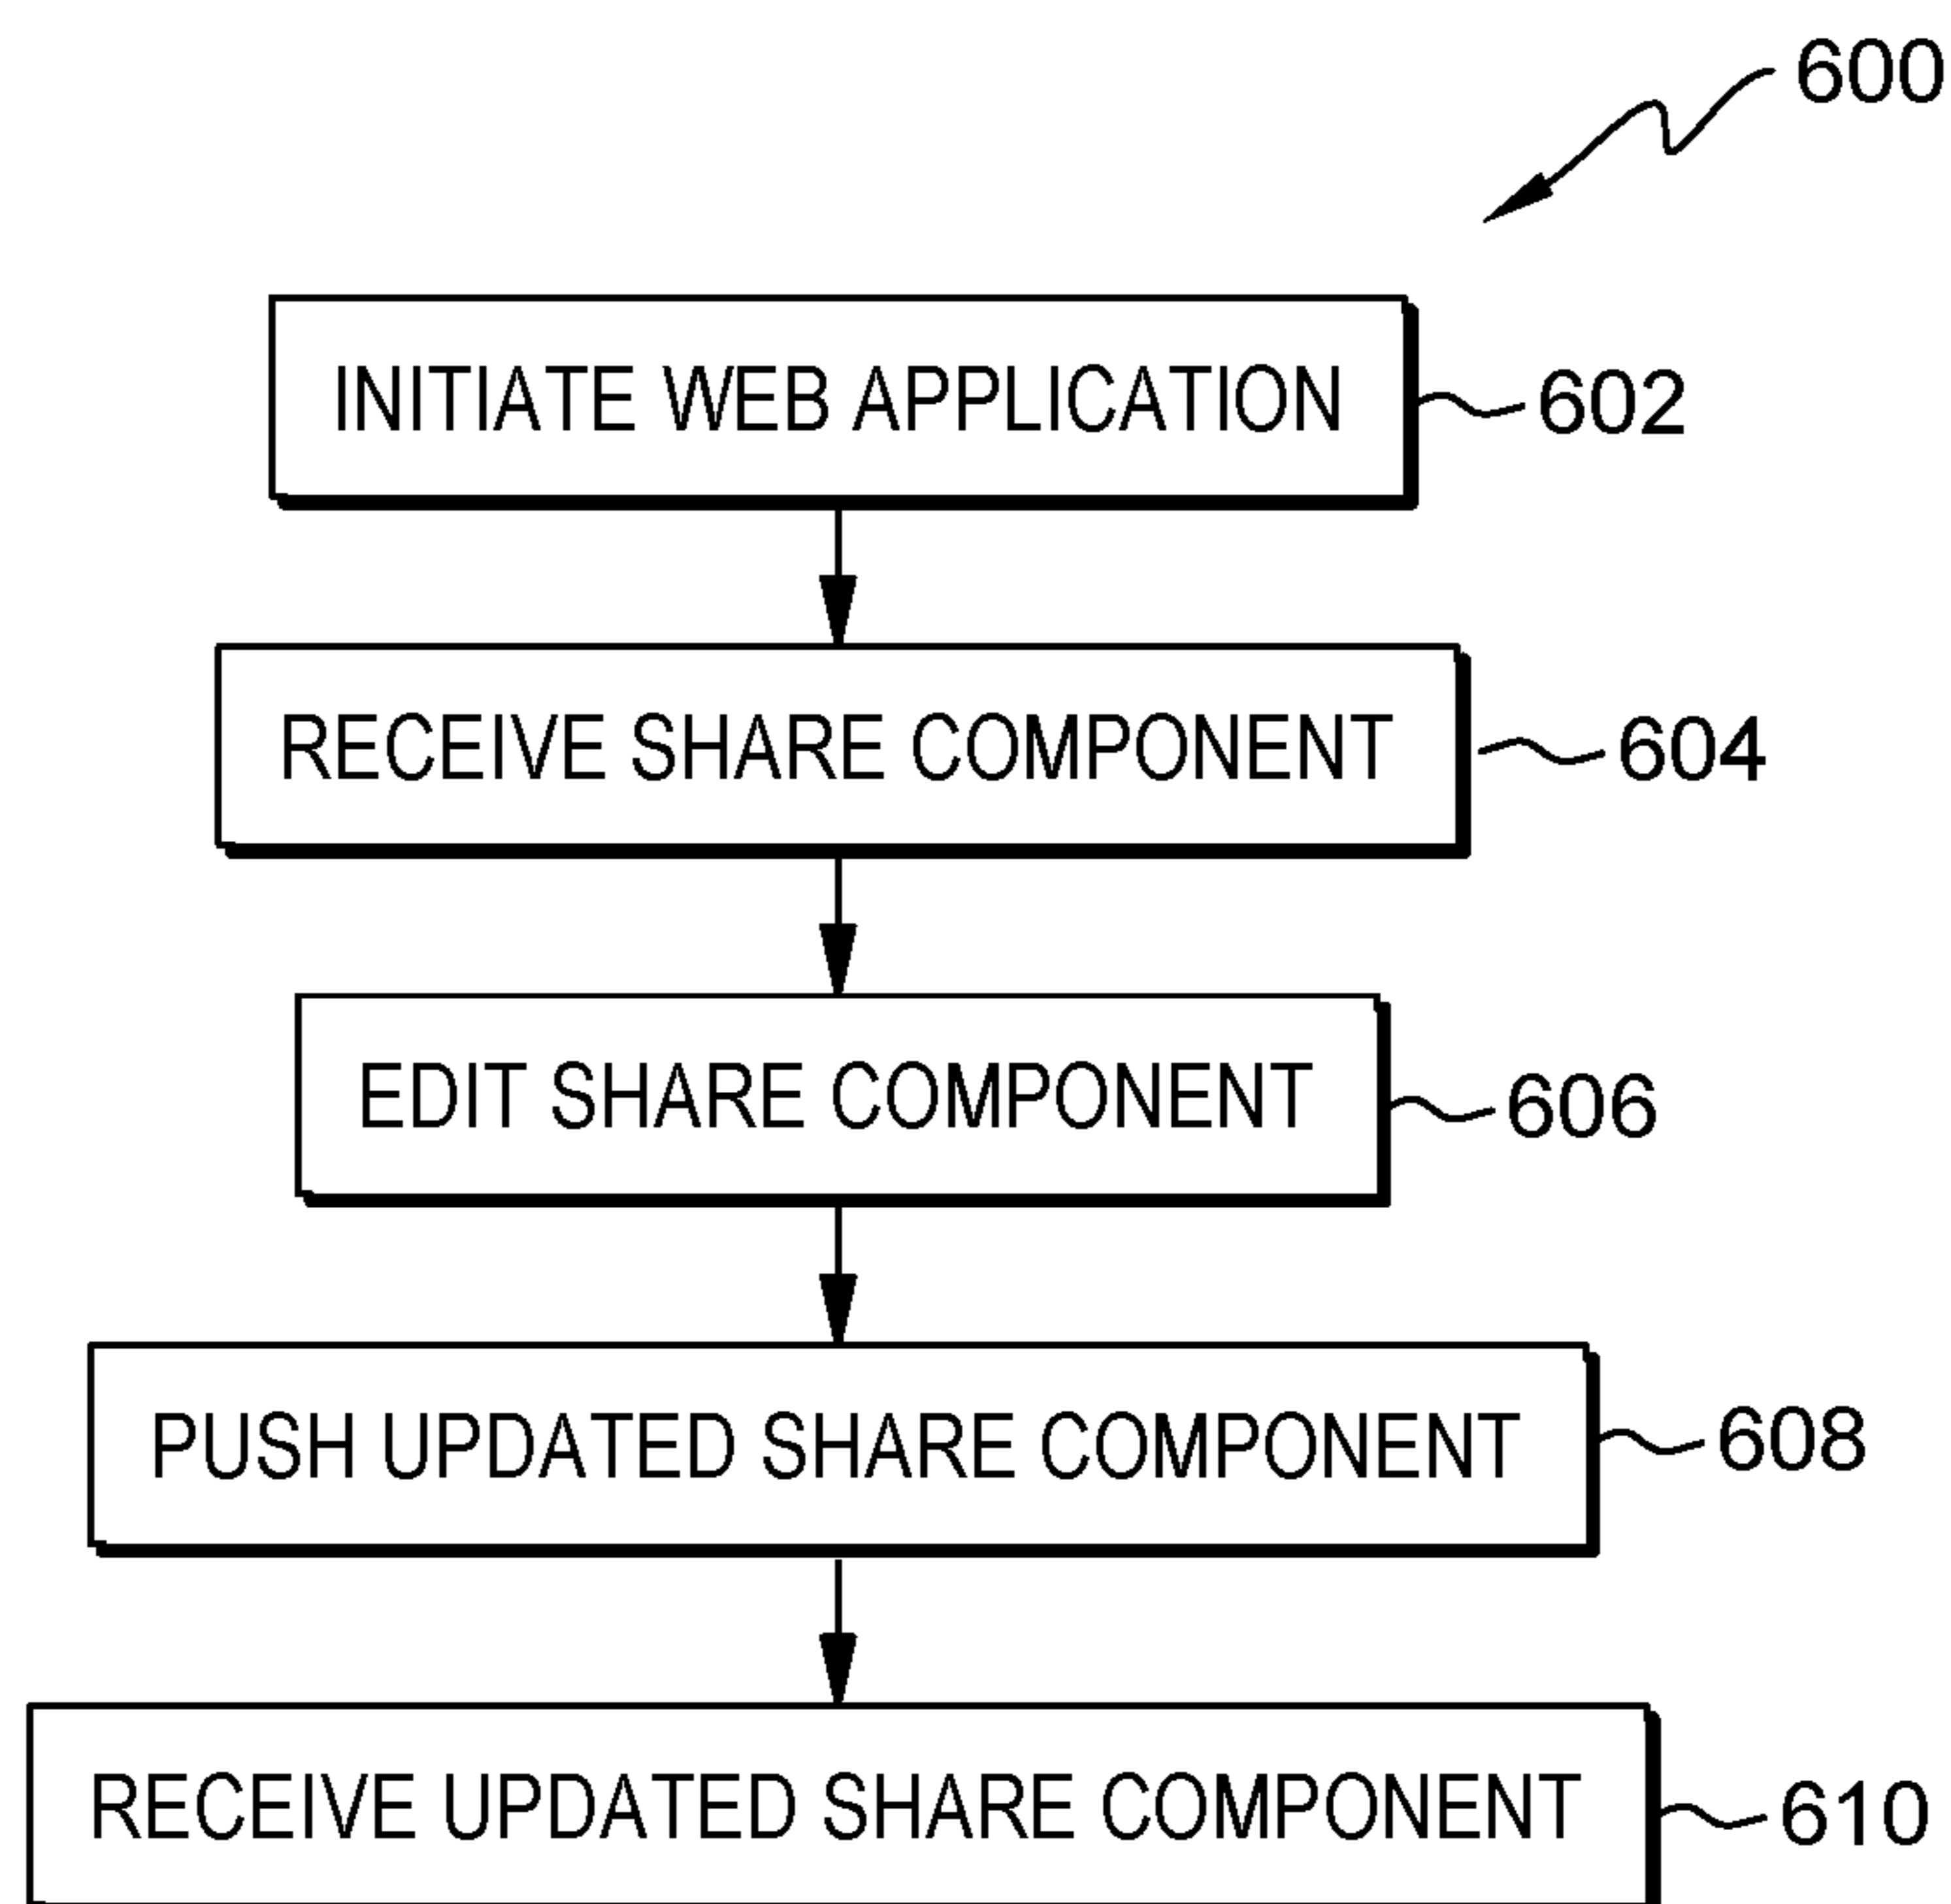 600
INITIATE WEB APPLICATION
602
RECEIVE SHARE COMPONENT
604
EDIT SHARE COMPONENT
606
PUSH UPDATED SHARE COMPONENT
608
RECEIVE UPDATED SHARE COMPONENT
610